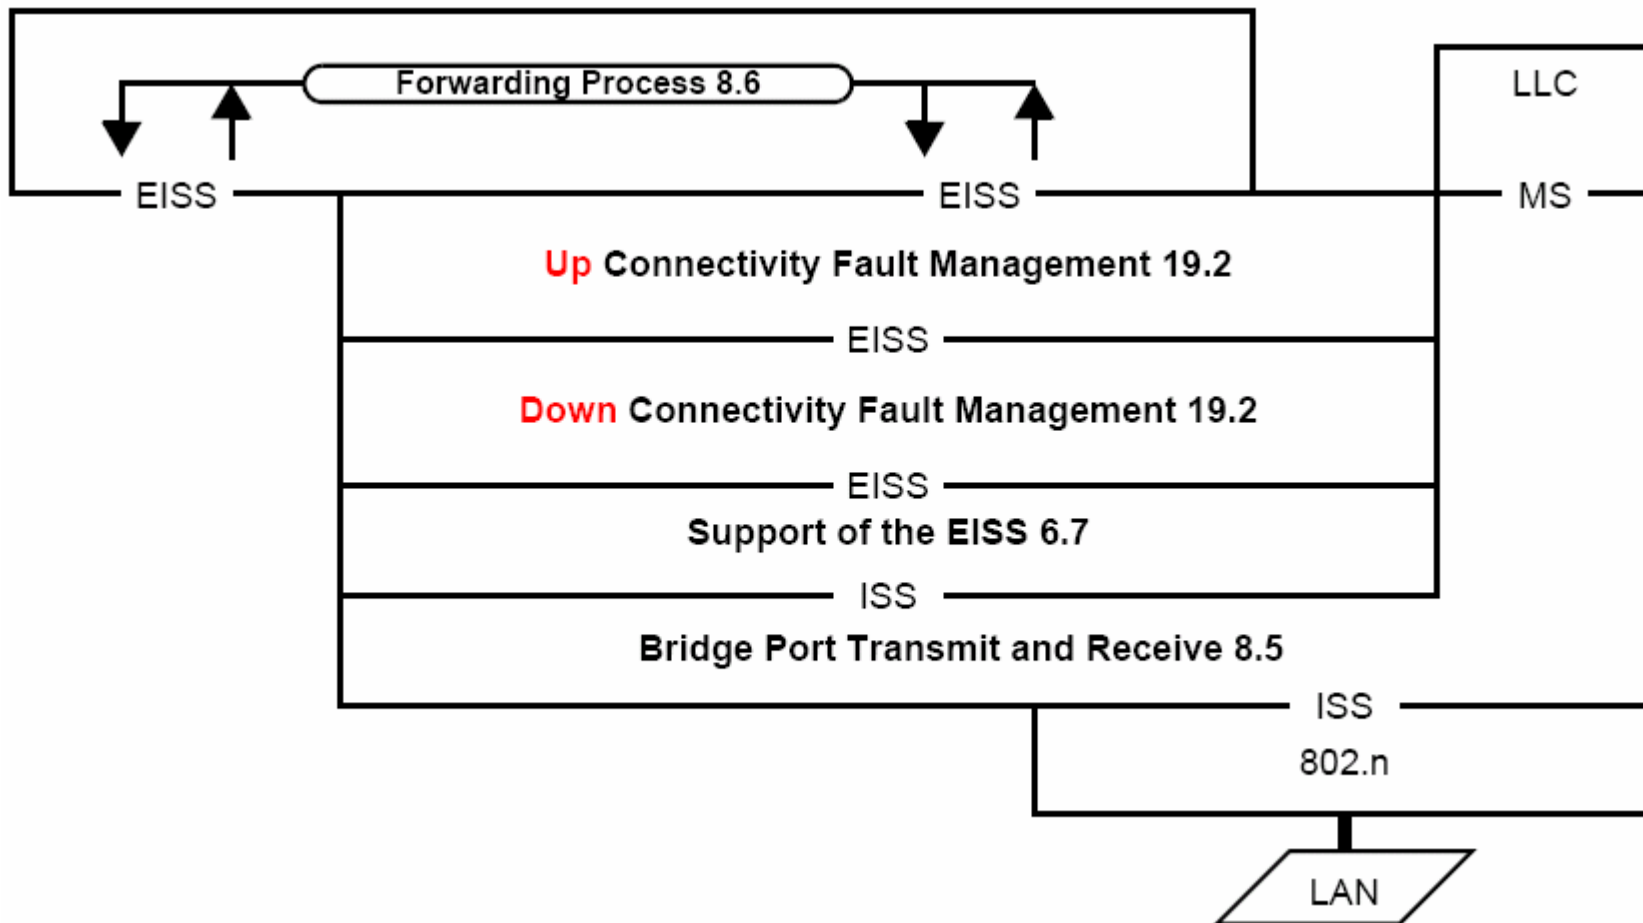 Forwarding Process 8.6
LLC
EISS
EISS
MS
Up Connectivity Fault Management 19.2
EISS
Down Connectivity Fault Management 19.2
EISS
Support of the EISS 6.7
ISS
Bridge Port Transmit and Receive 8.5
ISS
802.n
LAN